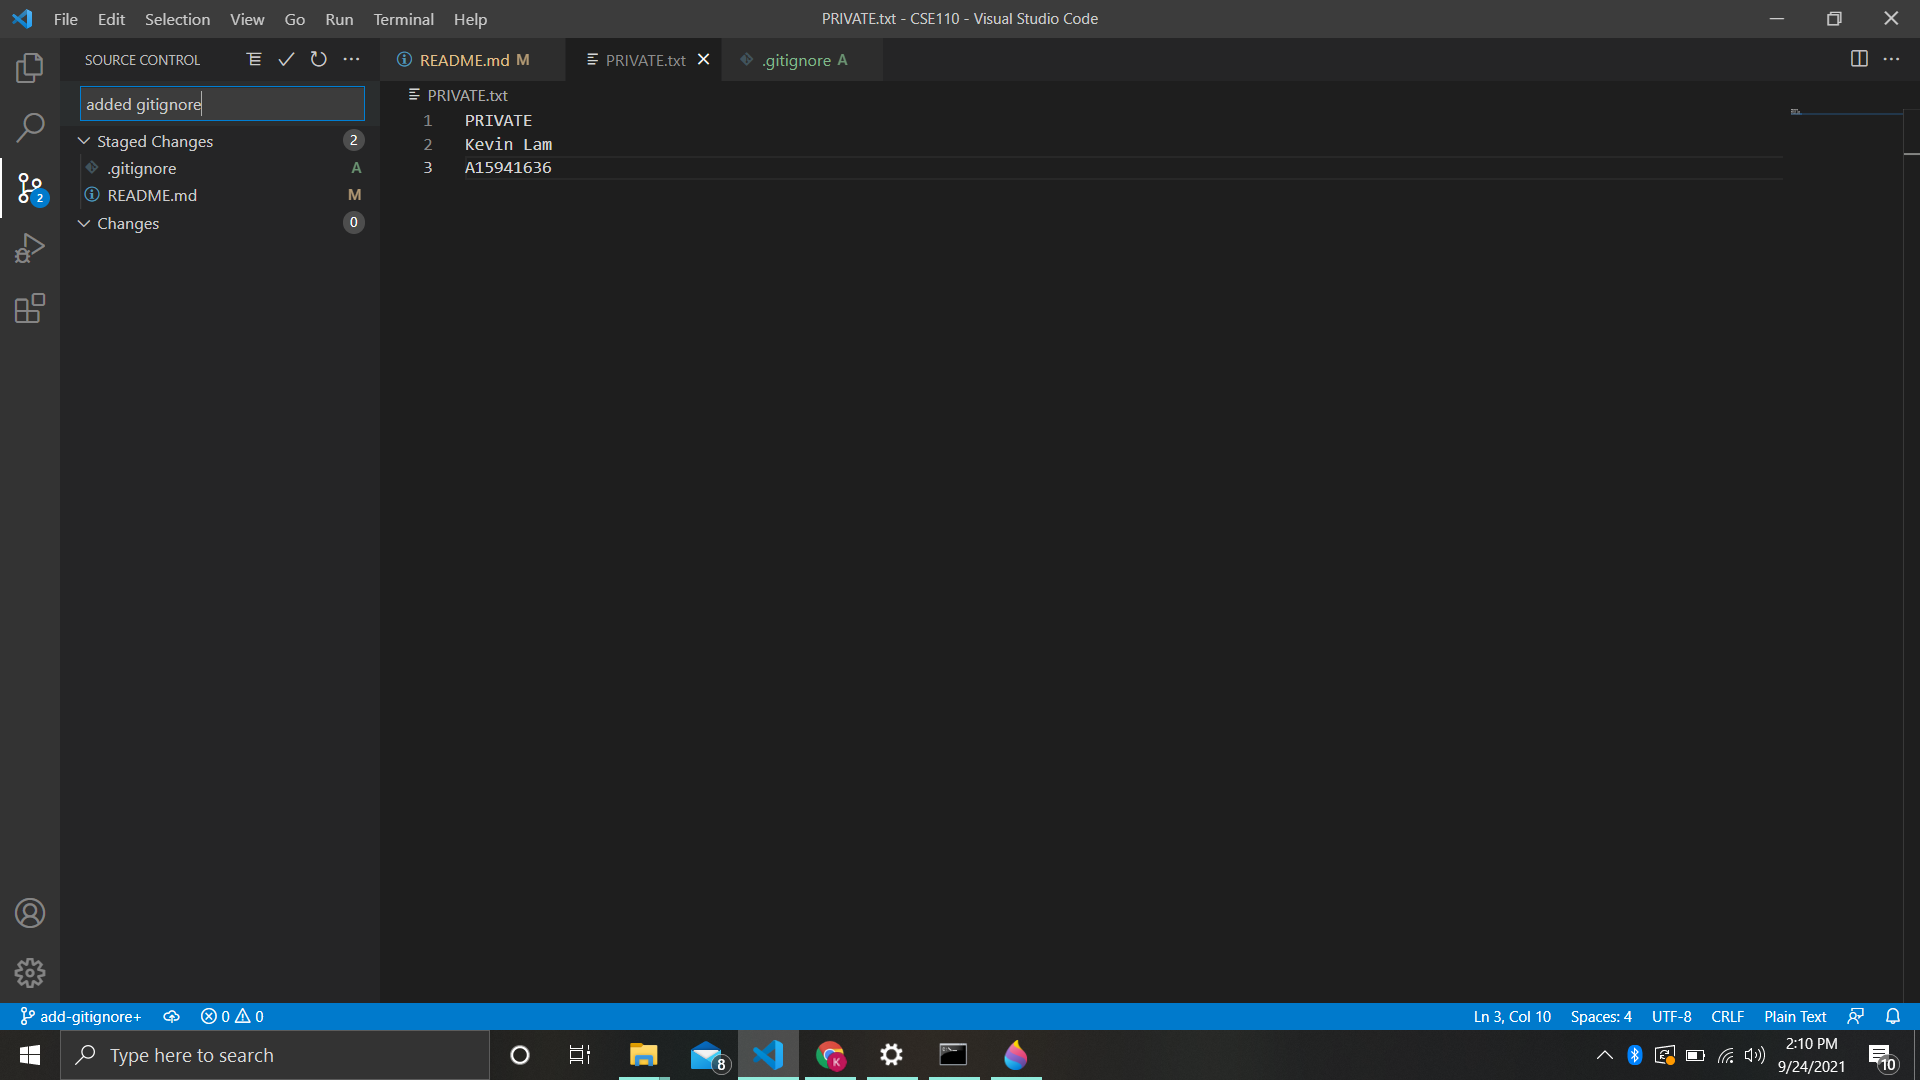 File Edit Selection View Go Run Terminal Help
PRIVATE.txt - CSE110 - Visual Studio Code
SOURCE CONTROL
README.md M
PRIVATE.txt
.gitignore A
added gitignore
PRIVATE.txt
Staged Changes 2
.gitignore A
README.md M
Changes 0
2
1 PRIVATE
2 Kevin Lam
3 A15941636
add-gitignore+ 0 0
Ln 3, Col 10 Spaces: 4 UTF-8 CRLF Plain Text
Type here to search
8
K
2:10 PM
9/24/2021
10